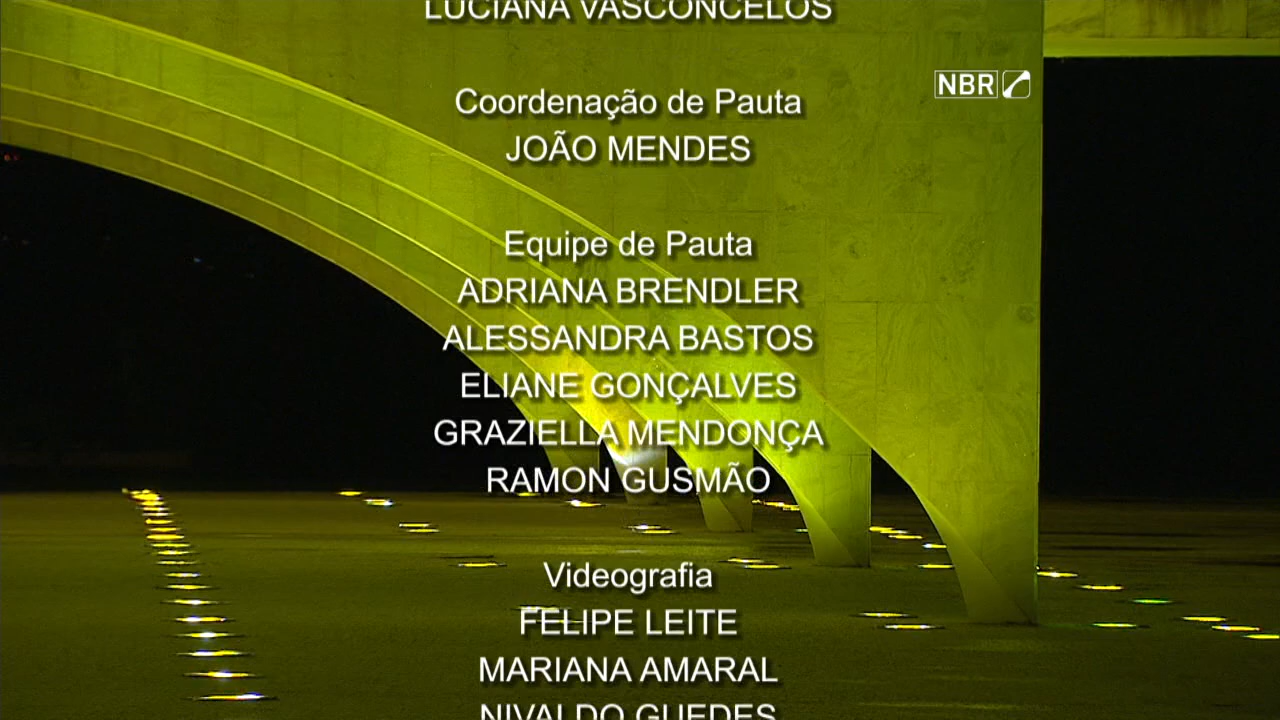 LUCIANA VASCONCELOS
NBR
Coordenação de Pauta
JOÃO MENDES
Equipe de Pauta
ADRIANA BRENDLER
ALESSANDRA BASTOS
ELIANE GONÇALVES
GRAZIELLA MENDONÇA
RAMON GUSMÃO
Videografia
FELIPE LEITE
MARIANA AMARAL
NIVALDO GUEDES